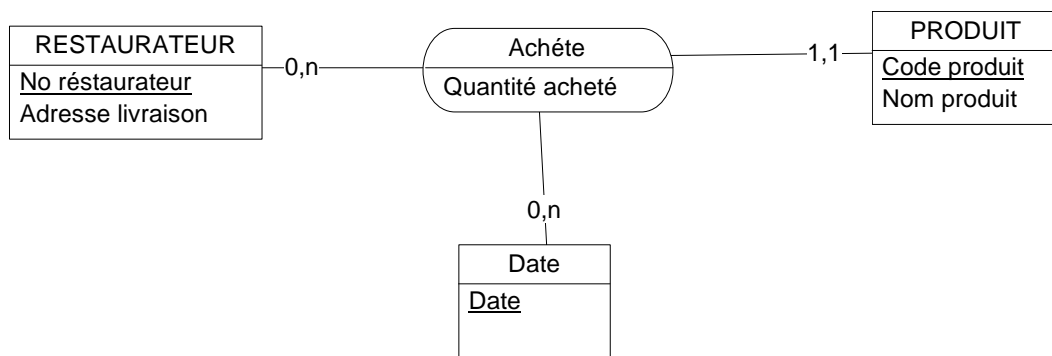 RESTAURATEUR
No réstaurateur
Adresse livraison
0,n
Achéte
Quantité acheté
1,1
PRODUIT
Code produit
Nom produit
0,n
Date
Date